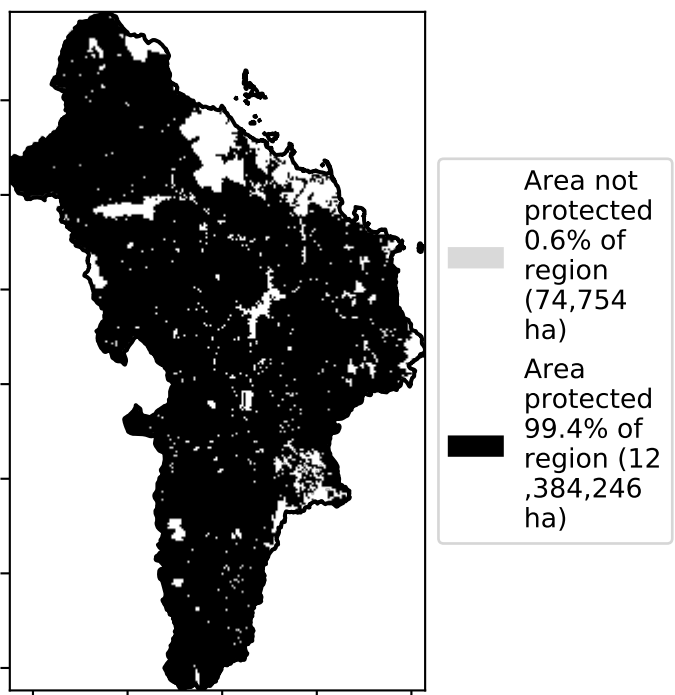 Area not
protected
0.6% of
region
(74,754
ha)
Area
protected
99.4% of
region (12
,384,246
ha)